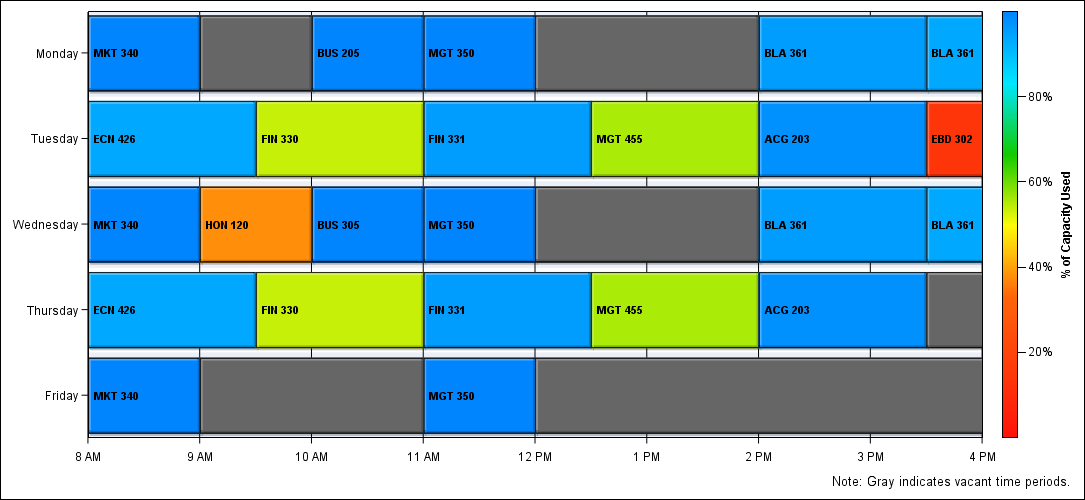 Monday
MKT 340
BUS 205
MGT 350
BLA 361
BLA 361
80%
Tuesday
ECN 426
FIN 330
FIN 331
MGT 455
ACG 203
EBD 302
60%
Wednesday
MKT 340
HON 120
BUS 305
MGT 350
BLA 361
BLA 361
% of Capacity Used
40%
Thursday
ECN 426
FIN 330
FIN 331
MGT 455
ACG 203
20%
Friday
MKT 340
MGT 350
8 AM
9 AM
10 AM
11 AM
12 PM
1 PM
2 PM
3 PM
4 PM
Note: Gray indicates vacant time periods.